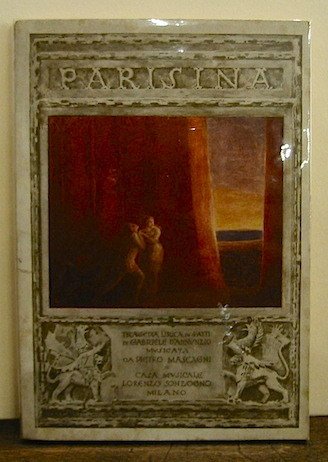 PARISINA
TRAGEDIA LIRICA IN 4 ATTI
DI GABRIELE D'ANNUNZIO
MUSICATA
DA PIETRO MASCAGNI
CASA MUSICALE
LORENZO SONZOGNO
MILANO